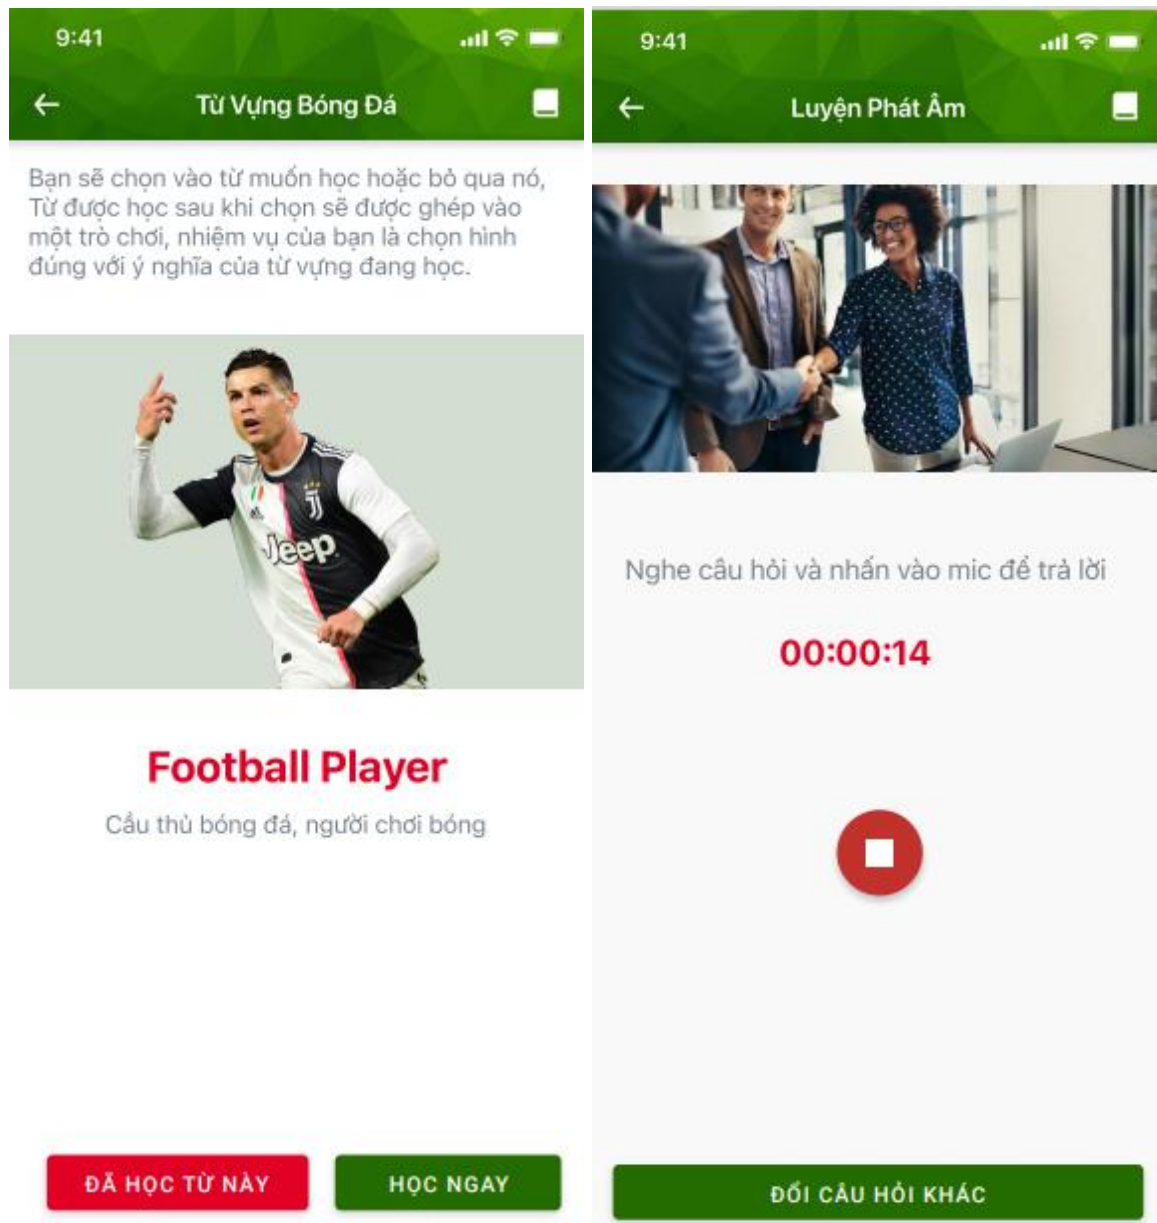 9:41
Từ Vựng Bóng Đá
Bạn sẽ chọn vào từ muốn học hoặc bỏ qua nó,
Từ được học sau khi chọn sẽ được ghép vào
một trò chơi, nhiệm vụ của bạn là chọn hình
đúng với ý nghĩa của từ vựng đang học.
J
Jeep
Football Player
Cầu thủ bóng đá, người chơi bóng
ĐÃ HỌC TỪ NÀY
HỌC NGAY
9:41
Luyện Phát Âm
Nghe câu hỏi và nhấn vào mic để trả lời
00:00:14
ĐỔI CÂU HỎI KHÁC